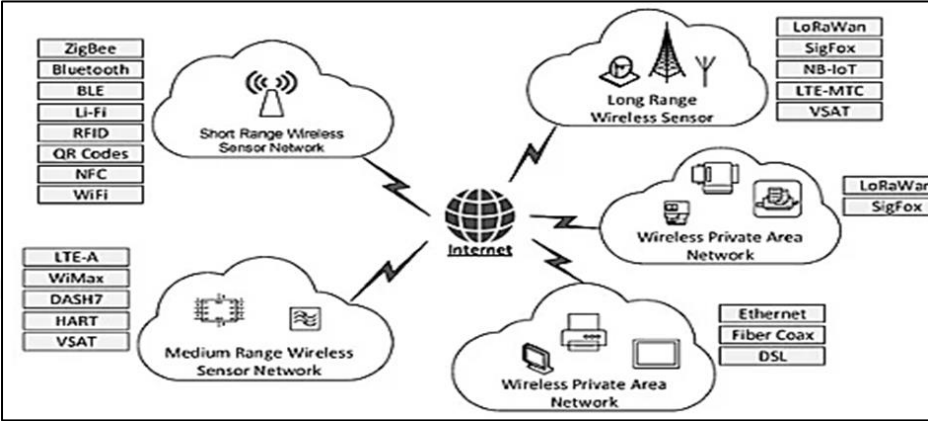 ZigBee
Bluetooth
BLE
Li-Fi
RFID
QR Codes
NFC
WiFi
Short Range Wireless
Sensor Network
LoRaWan
SigFox
NB-IoT
LTE-MTC
VSAT
Long Range
Wireless Sensor
LoRaWan
SigFox
Wireless Private Area
Network
Internet
LTE-A
WiMax
DASH7
HART
VSAT
Medium Range Wireless
Sensor Network
Ethernet
Fiber Coax
DSL
Wireless Private Area
Network